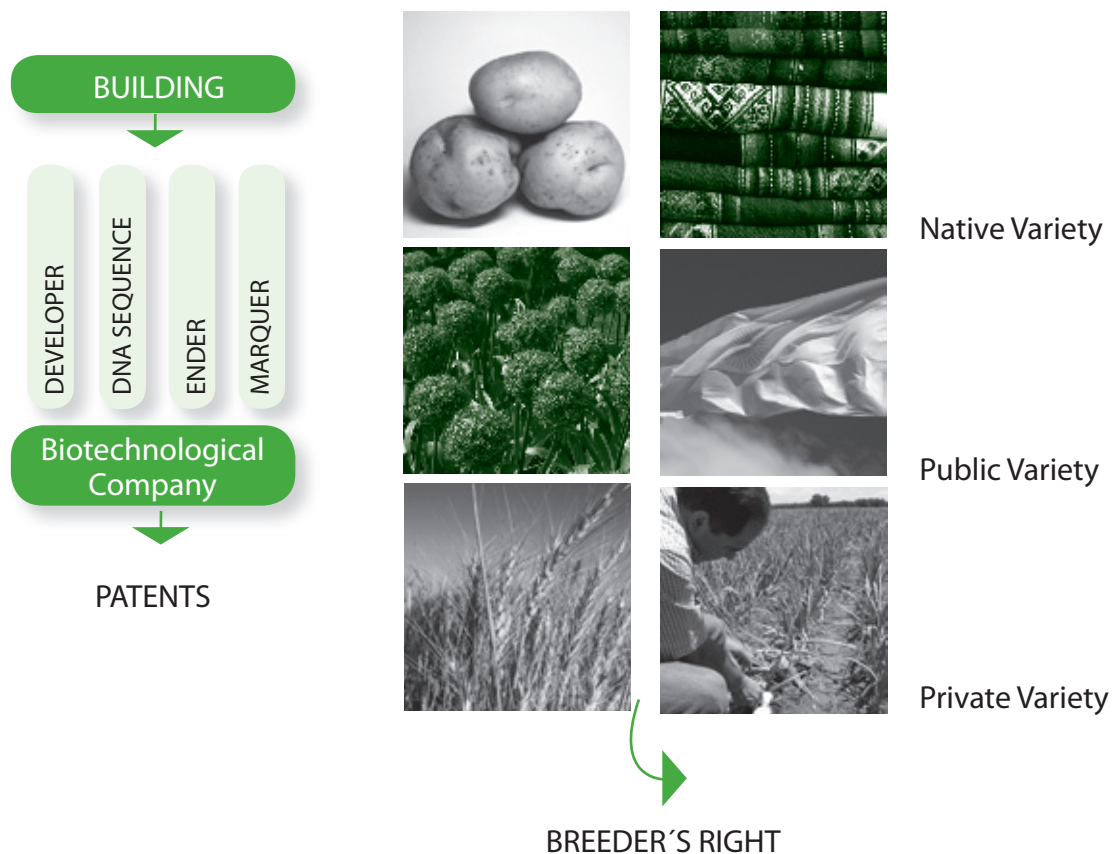 BUILDING
DEVELOPER
DNA SEQUENCE
ENDER
MARQUER
Biotechnological
Company
PATENTS
Native Variety
Public Variety
Private Variety
BREEDER´S RIGHT